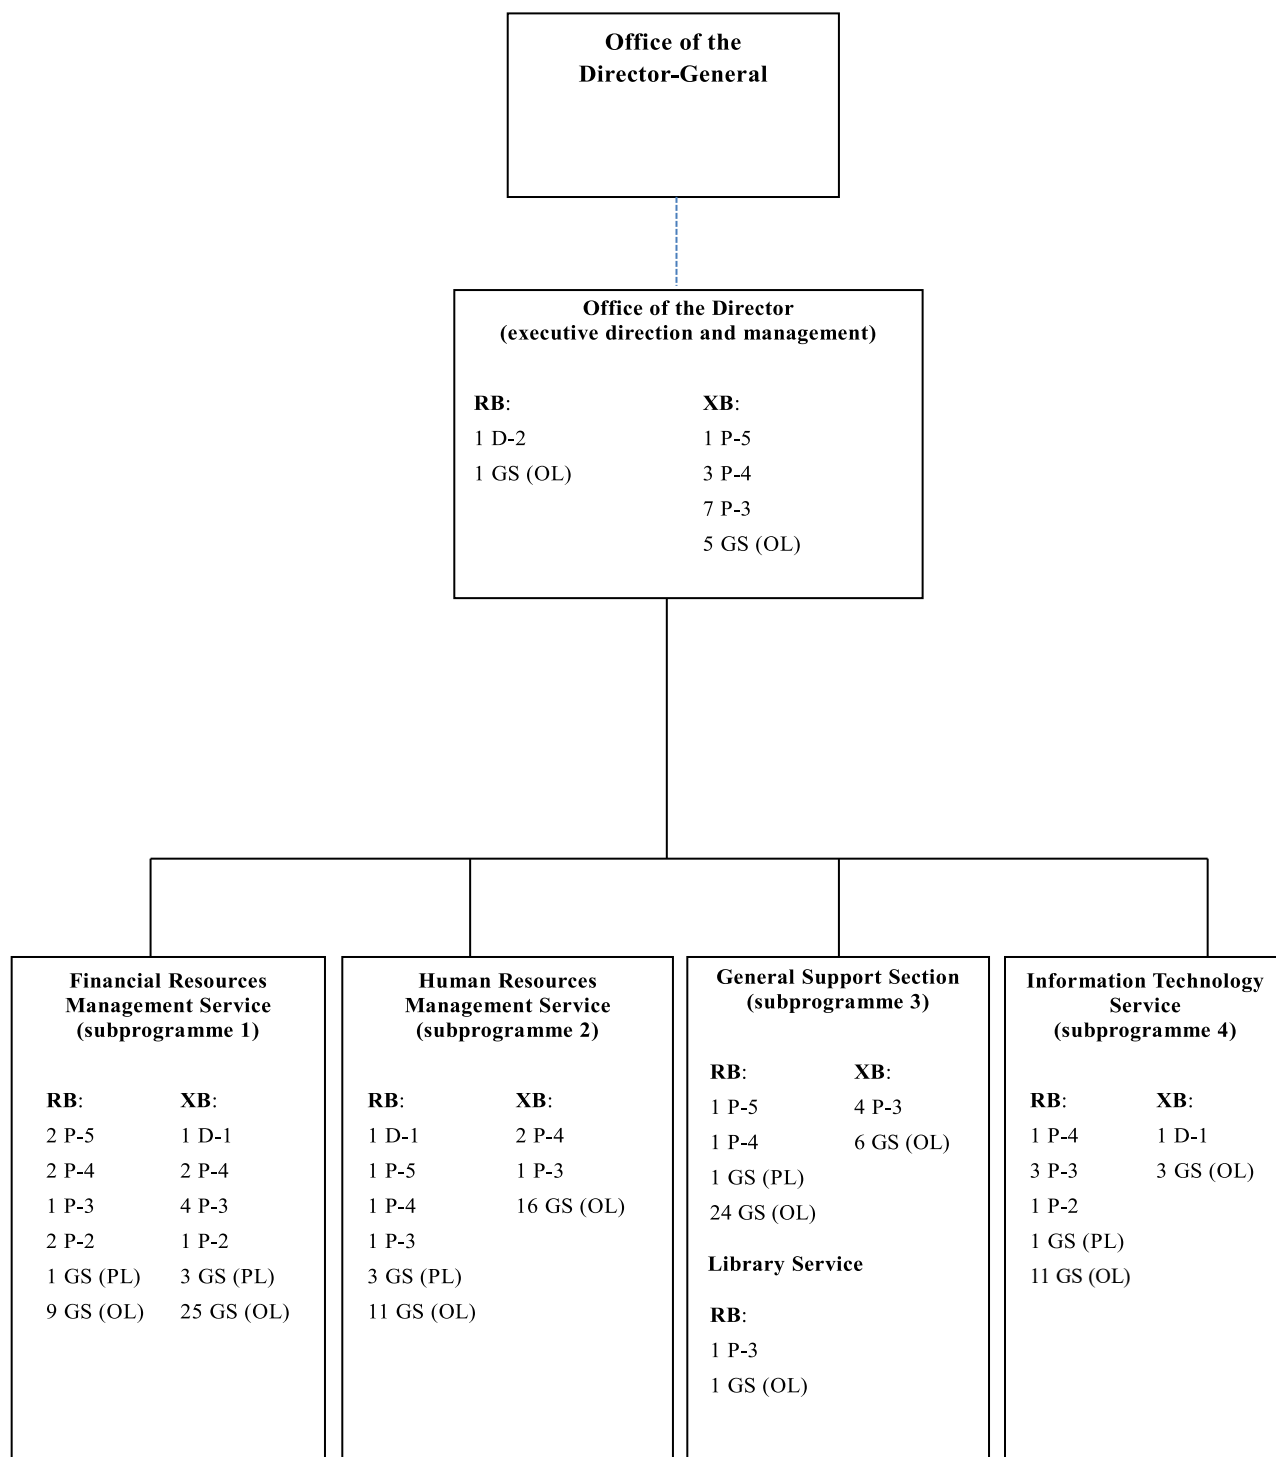 Office of the
Director-General
Office of the Director
(executive direction and management)
RB:
1 D-2
1 GS (OL)
XB:
1 P-5
3 P-4
7 P-3
5 GS (OL)
Financial Resources
Management Service
(subprogramme 1)
RB:
2 P-5
2 P-4
1 P-3
2 P-2
1 GS (PL)
9 GS (OL)
XB:
1 D-1
2 P-4
4 P-3
1 P-2
3 GS (PL)
25 GS (OL)
Human Resources
Management Service
(subprogramme 2)
RB:
1 D-1
1 P-5
1 P-4
1 P-3
3 GS (PL)
11 GS (OL)
XB:
2 P-4
1 P-3
16 GS (OL)
General Support Section
(subprogramme 3)
RB:
1 P-5
1 P-4
1 GS (PL)
24 GS (OL)
XB:
4 P-3
6 GS (OL)
Library Service
RB:
1 P-3
1 GS (OL)
Information Technology
Service
(subprogramme 4)
RB:
1 P-4
3 P-3
1 P-2
1 GS (PL)
11 GS (OL)
XB:
1 D-1
3 GS (OL)